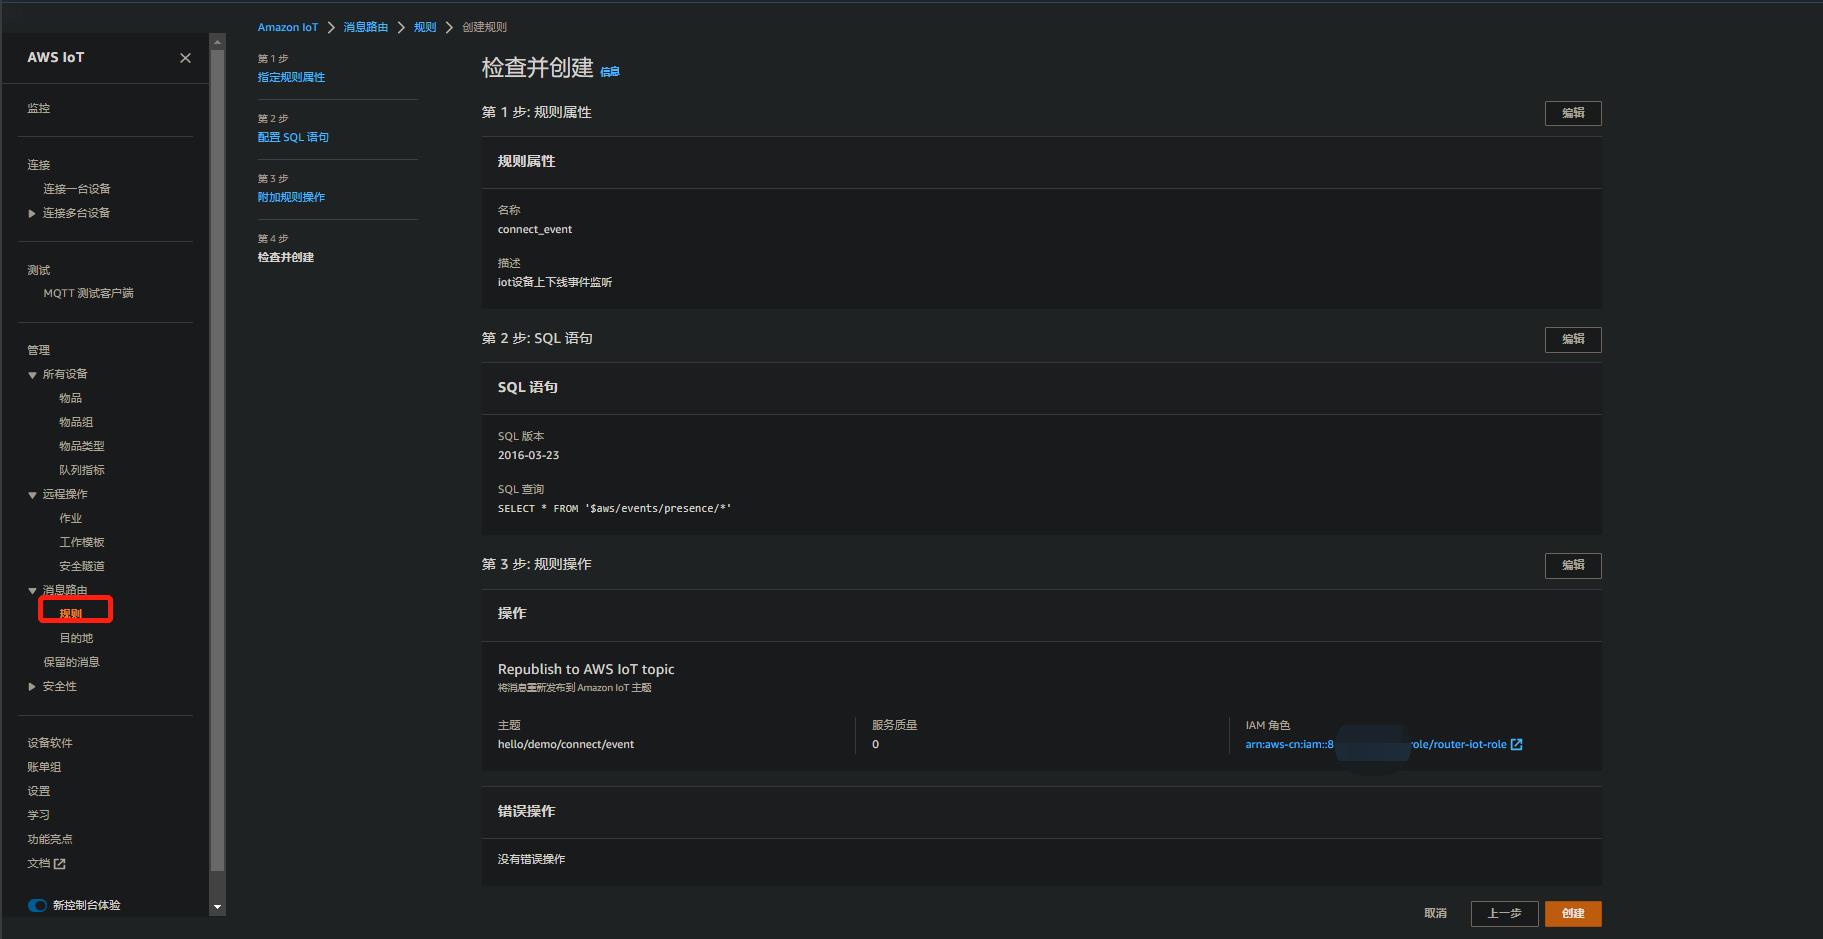 Amazon IoT
消息路由
规则
创建规则
AWS IoT
监控
连接
连接一台设备
连接多台设备
测试
MQTT 测试客户端
管理
所有设备
物品
物品组
物品类型
队列指标
远程操作
作业
工作模板
安全隧道
消息路由
规则
目的地
保留的消息
安全性
设备软件
账单组
设置
学习
功能亮点
文档
新控制台体验
第 1 步
指定规则属性
第 2 步
配置 SQL 语句
第 3 步
附加规则操作
第 4 步
检查并创建
检查并创建 信息
第 1 步: 规则属性
编辑
规则属性
名称
connect_event
描述
iot设备上下线事件监听
第 2 步: SQL 语句
编辑
SQL 语句
SQL 版本
2016-03-23
SQL 查询
SELECT * FROM '$aws/events/presence/*'
第 3 步: 规则操作
编辑
操作
Republish to AWS IoT topic
将消息重新发布到 Amazon IoT 主题
主题
hello/demo/connect/event
服务质量
0
IAM 角色
arn:aws-cn:iam::8 role/router-iot-role
错误操作
没有错误操作
取消
上一步
创建